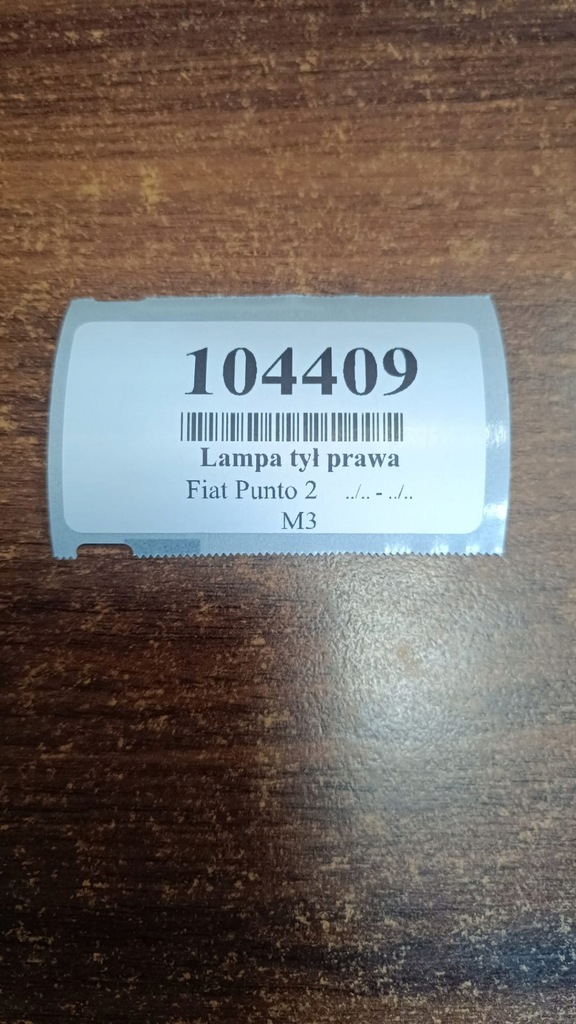 104409
Lampa tył prawa
Fiat Punto 2 ../.. - ../..
M3